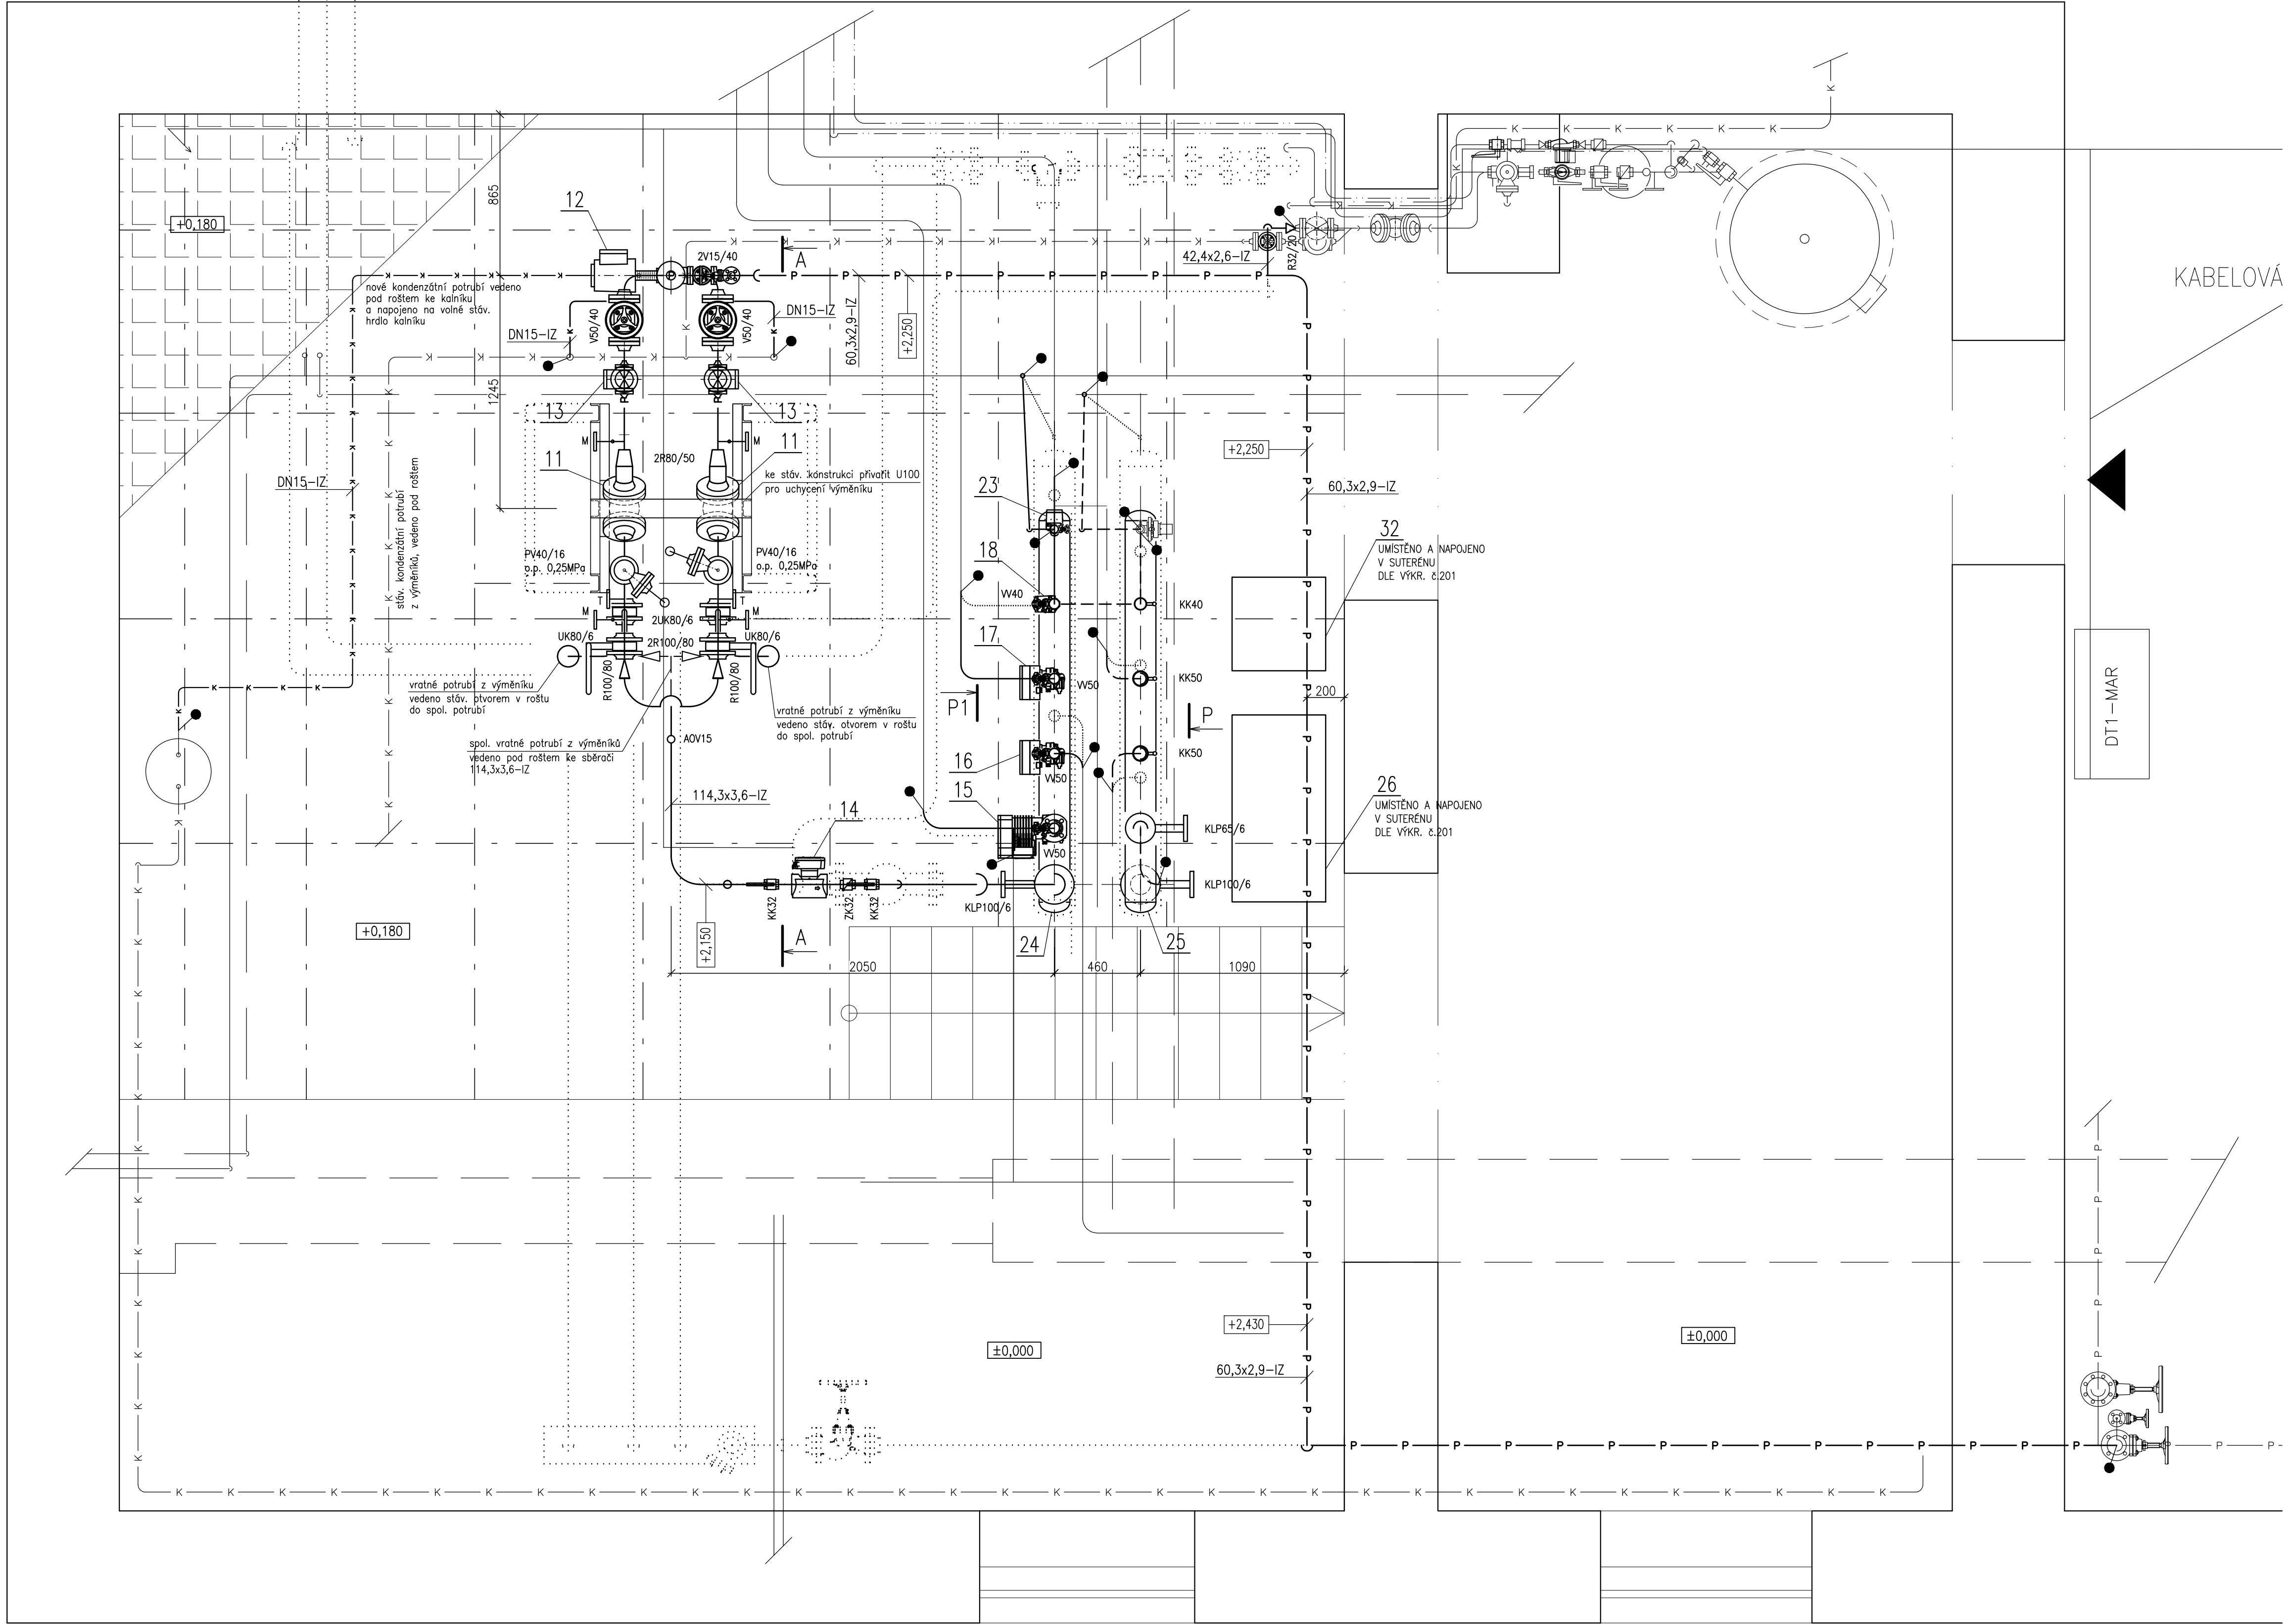 12
865
+0,180
2V15/40
A
42,4x2,6-IZ
R32/20
KABELOVÁ
nové kondenzátní potrubí vedeno
pod roštem ke kalníku
a napojeno na volné stáv.
hrdlo kalníku
DN15-IZ
DN15-IZ
V50/40
V50/40
60,3x2,9-IZ
+2,250
1245
13
13
M
M
11
11
2R80/50
ke stáv. konstrukci přivařit U100
pro uchycení výměníku
+2,250
60,3x2,9-IZ
DN15-IZ
stáv. kondenzátní potrubí
z výměníků, vedeno pod roštem
23
32
UMÍSTĚNO A NAPOJENO
V SUTERÉNU
DLE VÝKR. č.201
18
PV40/16
o.p. 0,25MPa
PV40/16
o.p. 0,25MPa
T
T
VV40
KK40
M
M
2UK80/6
UK80/6
2R100/80
UK80/6
17
R100/80
R100/80
VV50
KK50
vratné potrubí z výměníku
vedeno stáv. otvorem v roštu
do spol. potrubí
vratné potrubí z výměníku
vedeno stáv. otvorem v roštu
do spol. potrubí
P1
P
200
DT1-MAR
AOV15
spol. vratné potrubí z výměníků
vedeno pod roštem ke sběrači
114,3x3,6-IZ
16
VV50
KK50
26
UMÍSTĚNO A NAPOJENO
V SUTERÉNU
DLE VÝKR. č.201
15
114,3x3,6-IZ
14
VV50
KLP65/6
KK32
ZK32
KK32
KLP100/6
KLP100/6
+0,180
+2,150
A
24
25
2050
460
1090
+2,430
±0,000
±0,000
60,3x2,9-IZ
P P P P P P P P P P P P P P P
K K K K K K K K K K K K K K K K K K K K K K K K K K K K K K K K K K